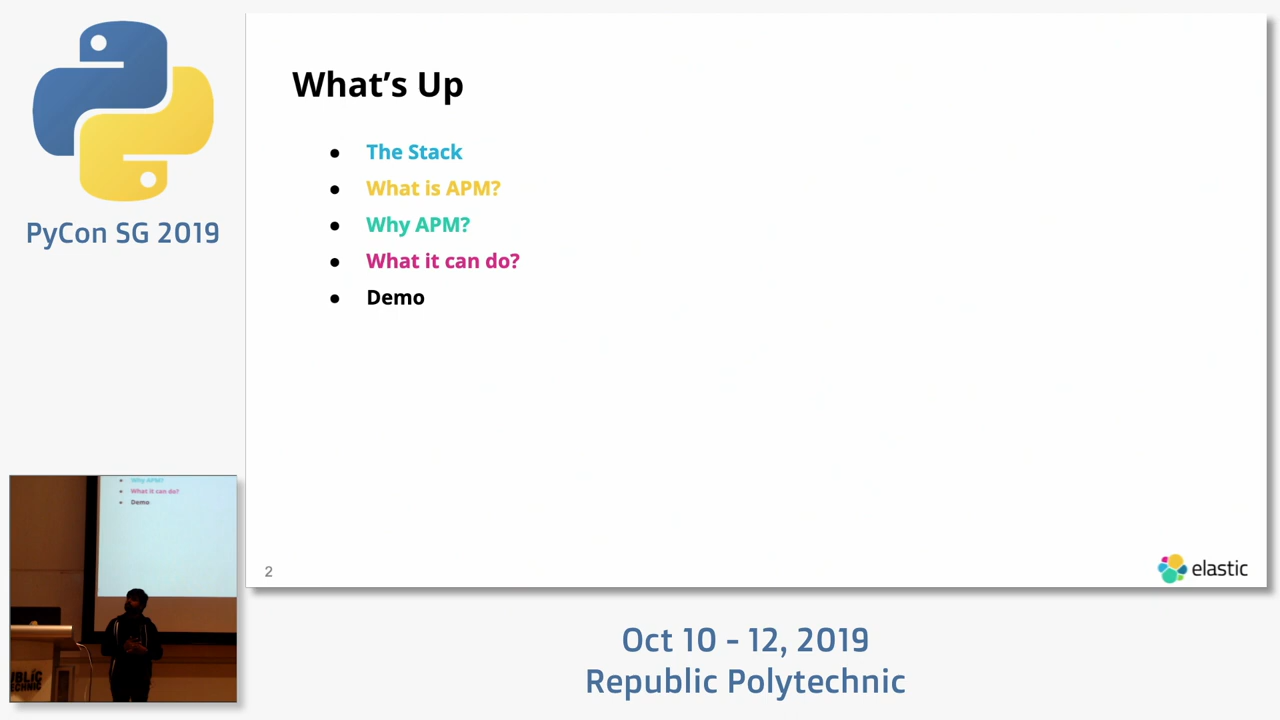 PyCon SG 2019
What's Up
● The Stack
● What is APM?
● Why APM?
● What it can do?
● Demo
2
elastic
Why APM?
What it can do?
Demo
Oct 10 - 12, 2019
Republic Polytechnic